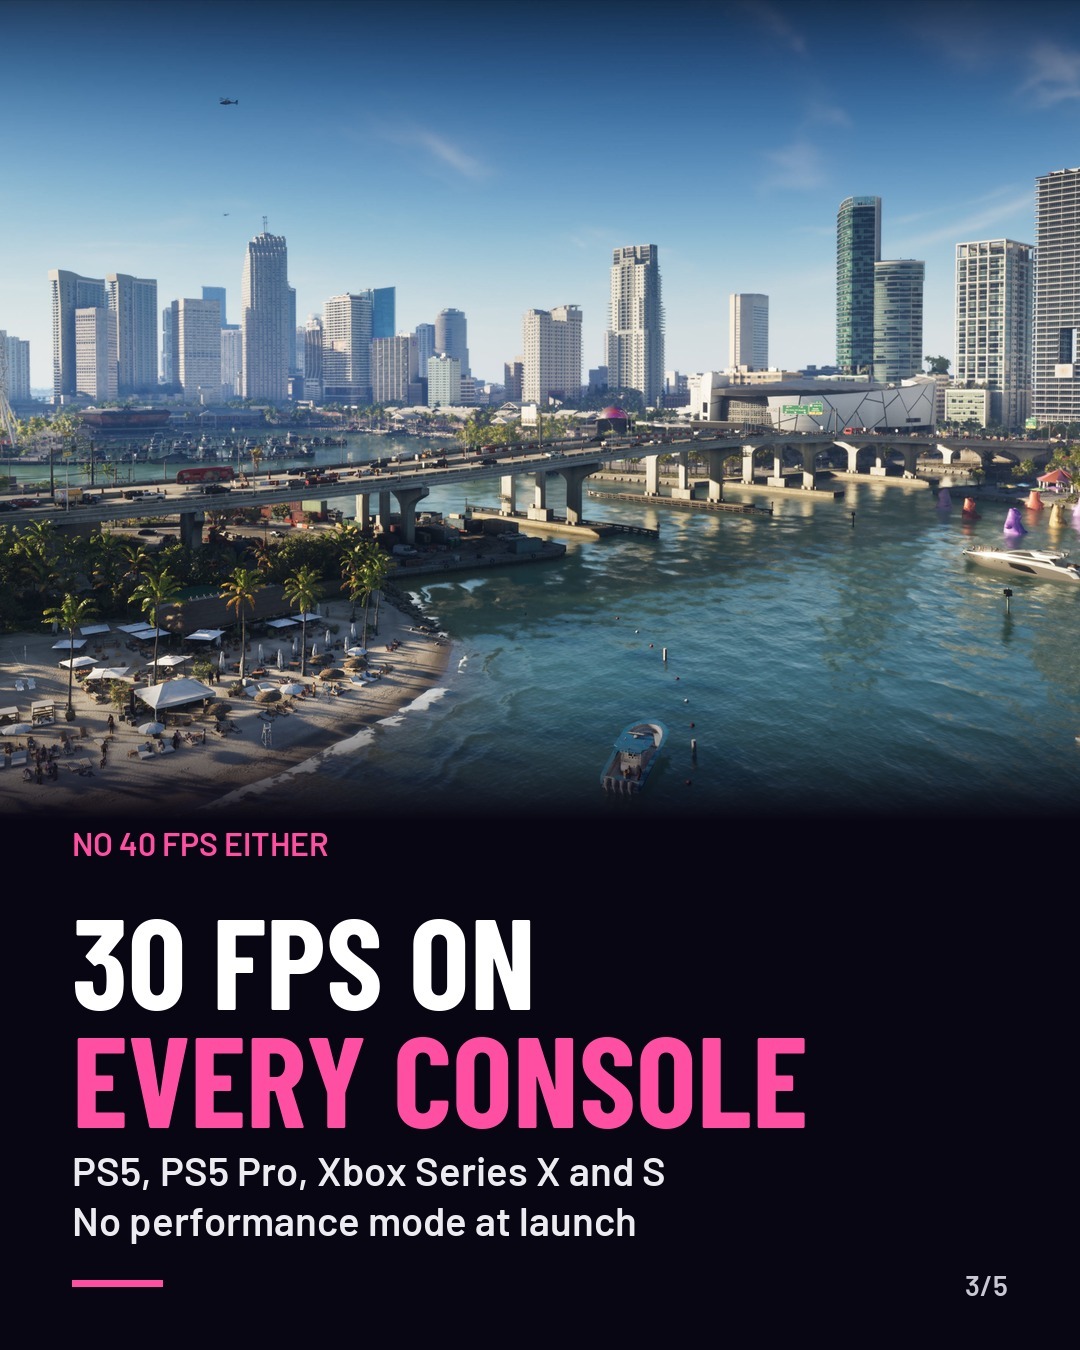 NO 40 FPS EITHER
30 FPS ON
EVERY CONSOLE
PS5, PS5 Pro, Xbox Series X and S
No performance mode at launch
3/5